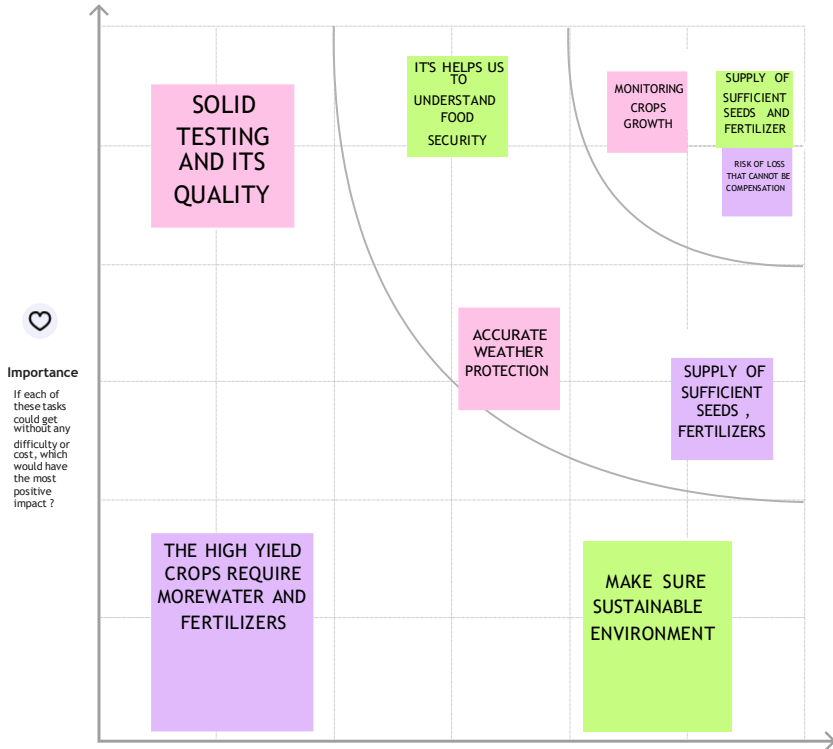 SOLID
TESTING
AND ITS
QUALITY
IT'S HELPS US
TO
UNDERSTAND
FOOD
SECURITY
MONITORING
CROPS
GROWTH
SUPPLY OF
SUFFICIENT
SEEDS AND
FERTILIZER
RISK OF LOSS
THAT CANNOT BE
COMPENSATION
Importance
If each of
these tasks
could get
without any
difficulty or
cost, which
would have
the most
positive
impact ?
ACCURATE
WEATHER
PROTECTION
SUPPLY OF
SUFFICIENT
SEEDS ,
FERTILIZERS
THE HIGH YIELD
CROPS REQUIRE
MOREWATER AND
FERTILIZERS
MAKE SURE
SUSTAINABLE
ENVIRONMENT